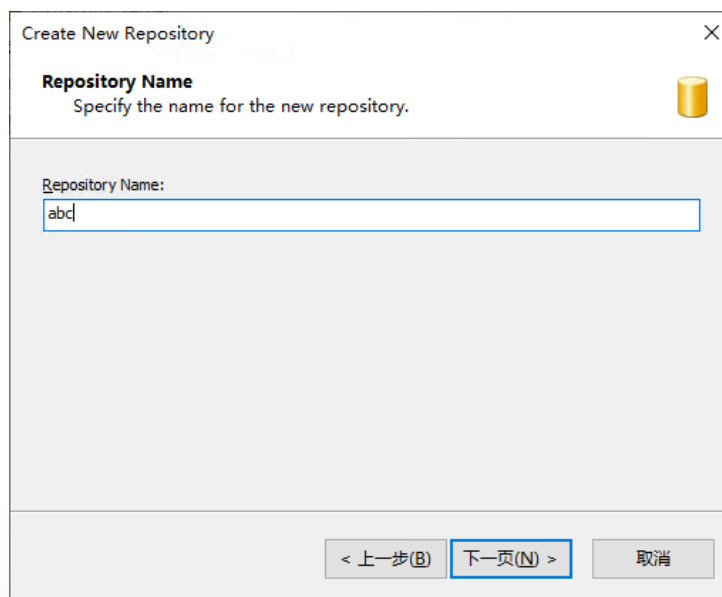 Create New Repository
Repository Name
Specify the name for the new repository.
Repository Name:
abc
< 上一步(B) 下一页(N) > 取消